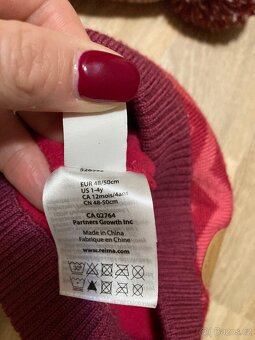 EUR 48/50cm
US 1-4y
CA 12mois/4ans
CN 48-50cm
CA 02764
Partners Growth Inc.
Made in China
Fabriqué en Chine
www.reima.com